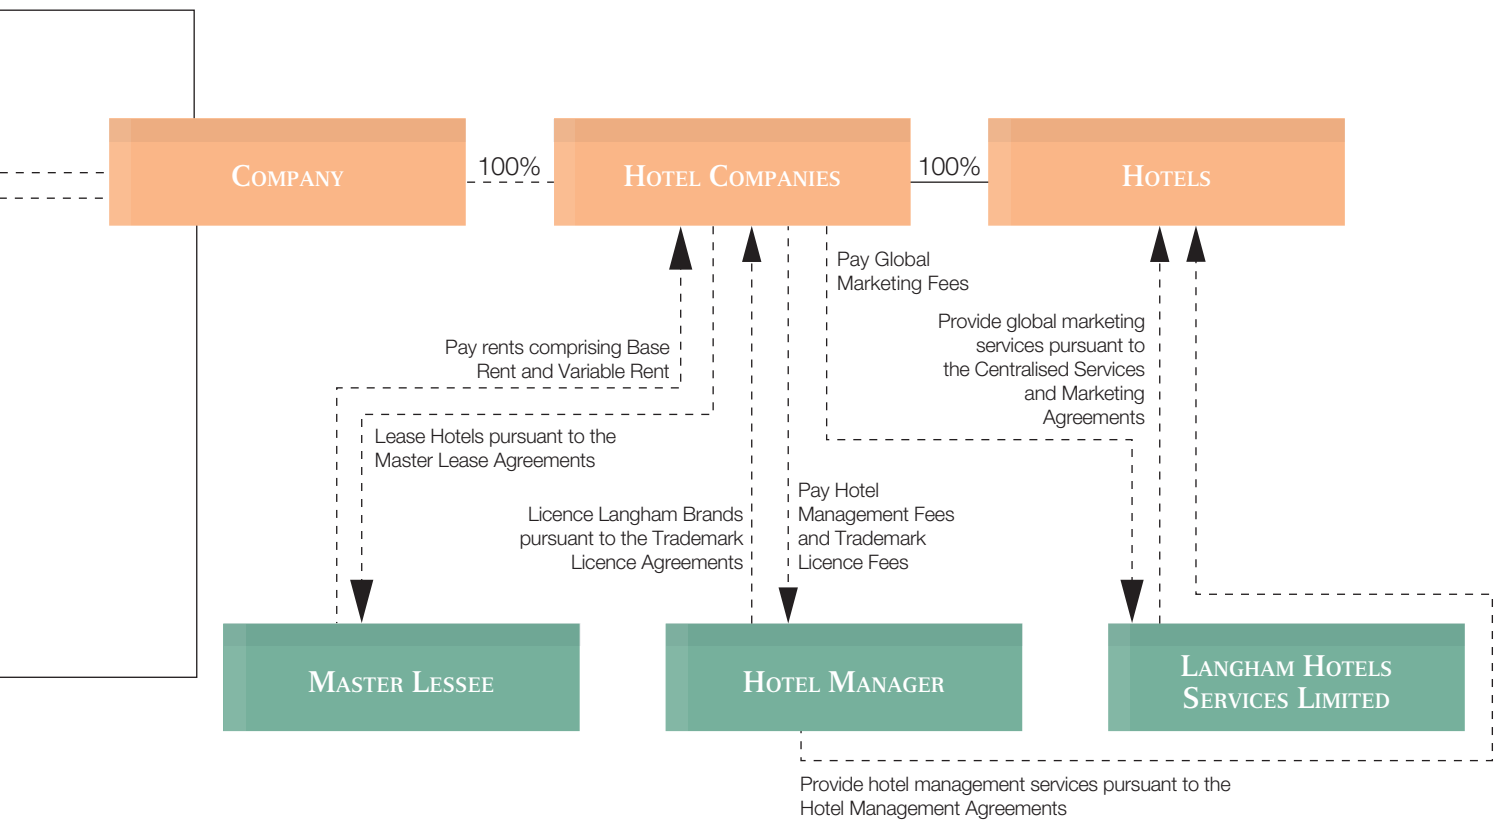 Company
100%
Hotel Companies
100%
Hotels
Pay Global
Marketing Fees
Provide global marketing
services pursuant to
the Centralised Services
and Marketing
Agreements
Pay rents comprising Base
Rent and Variable Rent
Lease Hotels pursuant to the
Master Lease Agreements
Licence Langham Brands
pursuant to the Trademark
Licence Agreements
Pay Hotel
Management Fees
and Trademark
Licence Fees
Master Lessee
Hotel Manager
Langham Hotels
Services Limited
Provide hotel management services pursuant to the
Hotel Management Agreements